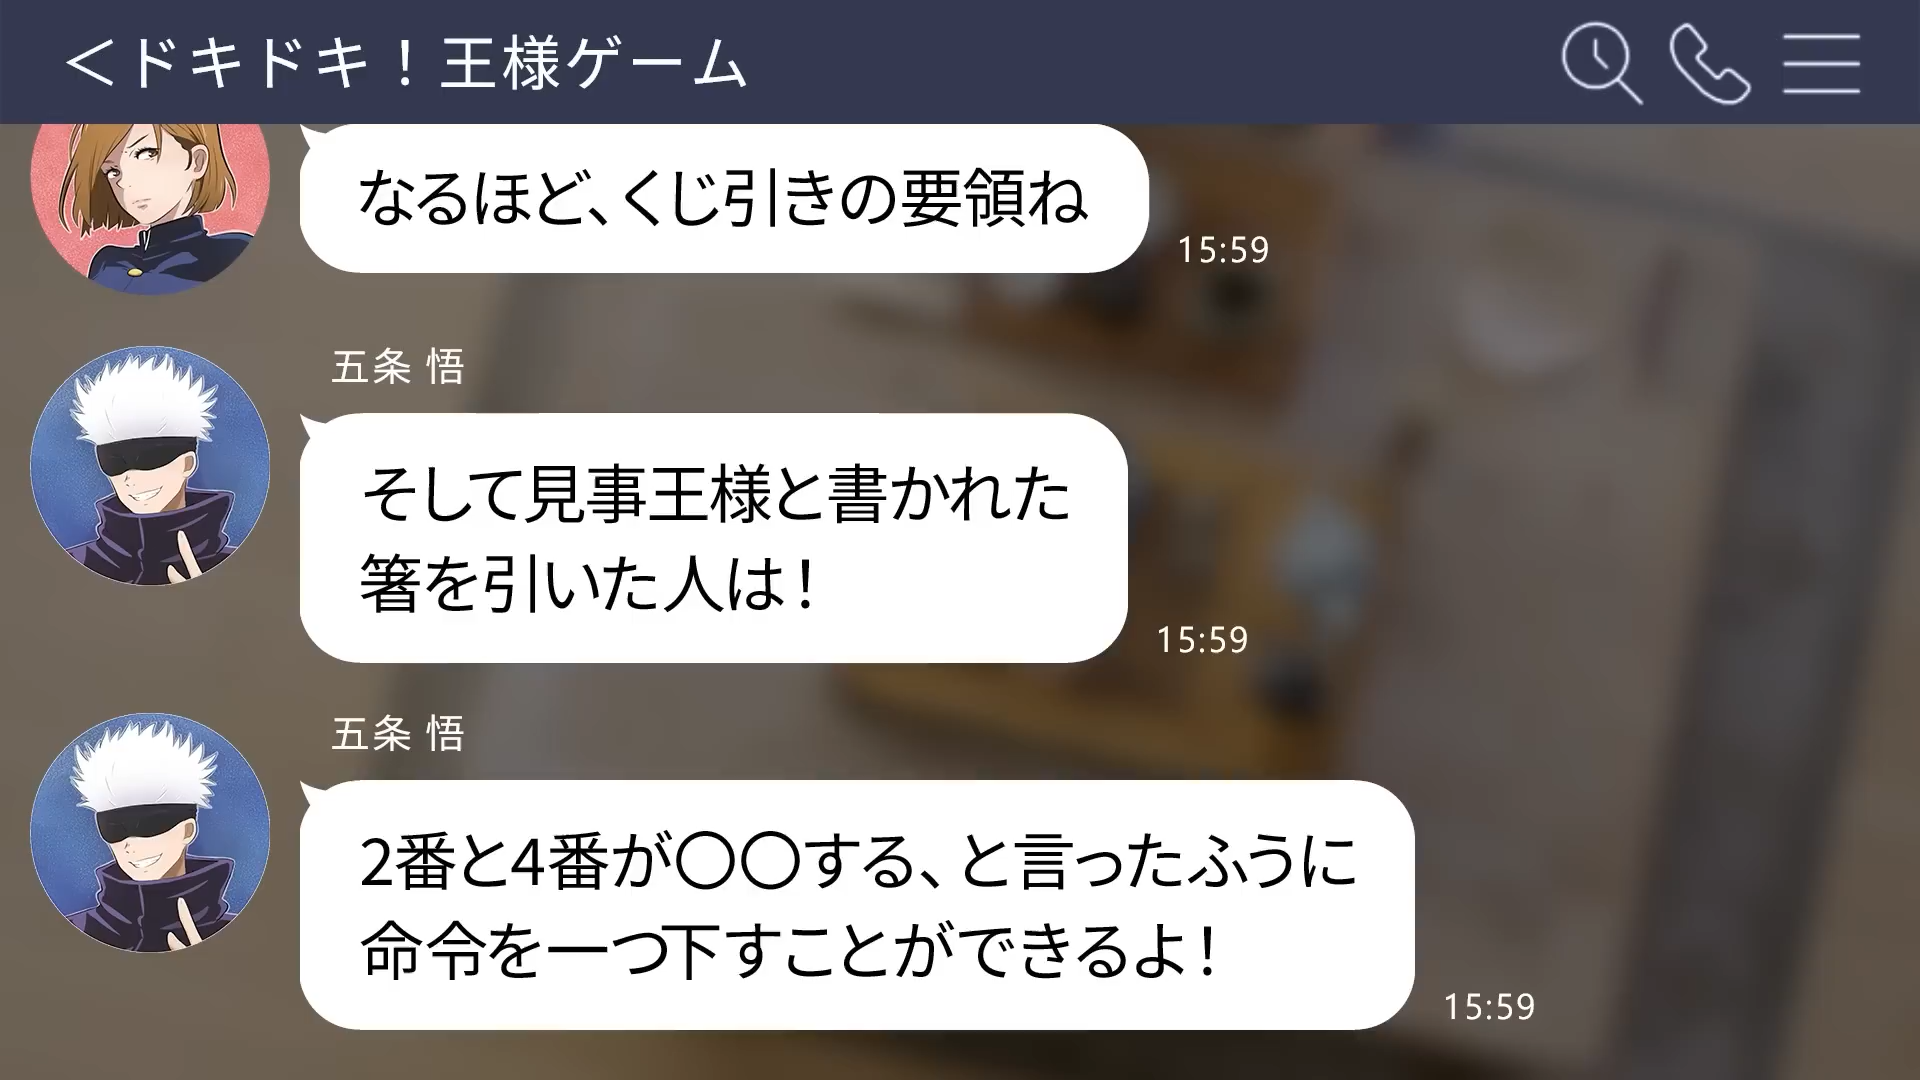 ＜ドキドキ！王様ゲーム
なるほど、くじ引きの要領ね
15:59
五条 悟
そして見事王様と書かれた
箸を引いた人は！
15:59
五条 悟
2番と4番が〇〇する、と言ったふうに
命令を一つ下すことができるよ！
15:59